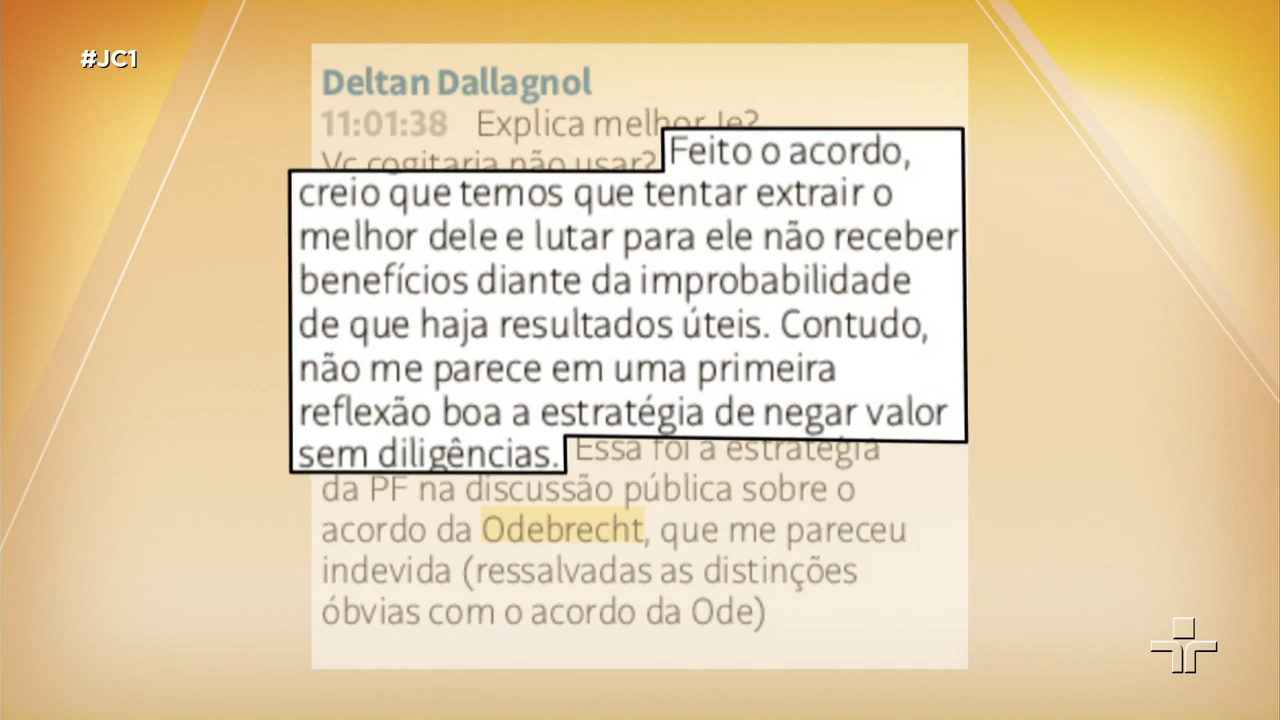 #JC1
Deltan Dallagnol
11:01:38 Explica melhor Je?
Vc cogitaria não usar? Feito o acordo,
creio que temos que tentar extrair o
melhor dele e lutar para ele não receber
benefícios diante da improbabilidade
de que haja resultados úteis. Contudo,
não me parece em uma primeira
reflexão boa a estratégia de negar valor
sem diligências. Essa foi a estratégia
da PF na discussão pública sobre o
acordo da Odebrecht, que me pareceu
indevida (ressalvadas as distinções
óbvias com o acordo da Ode)